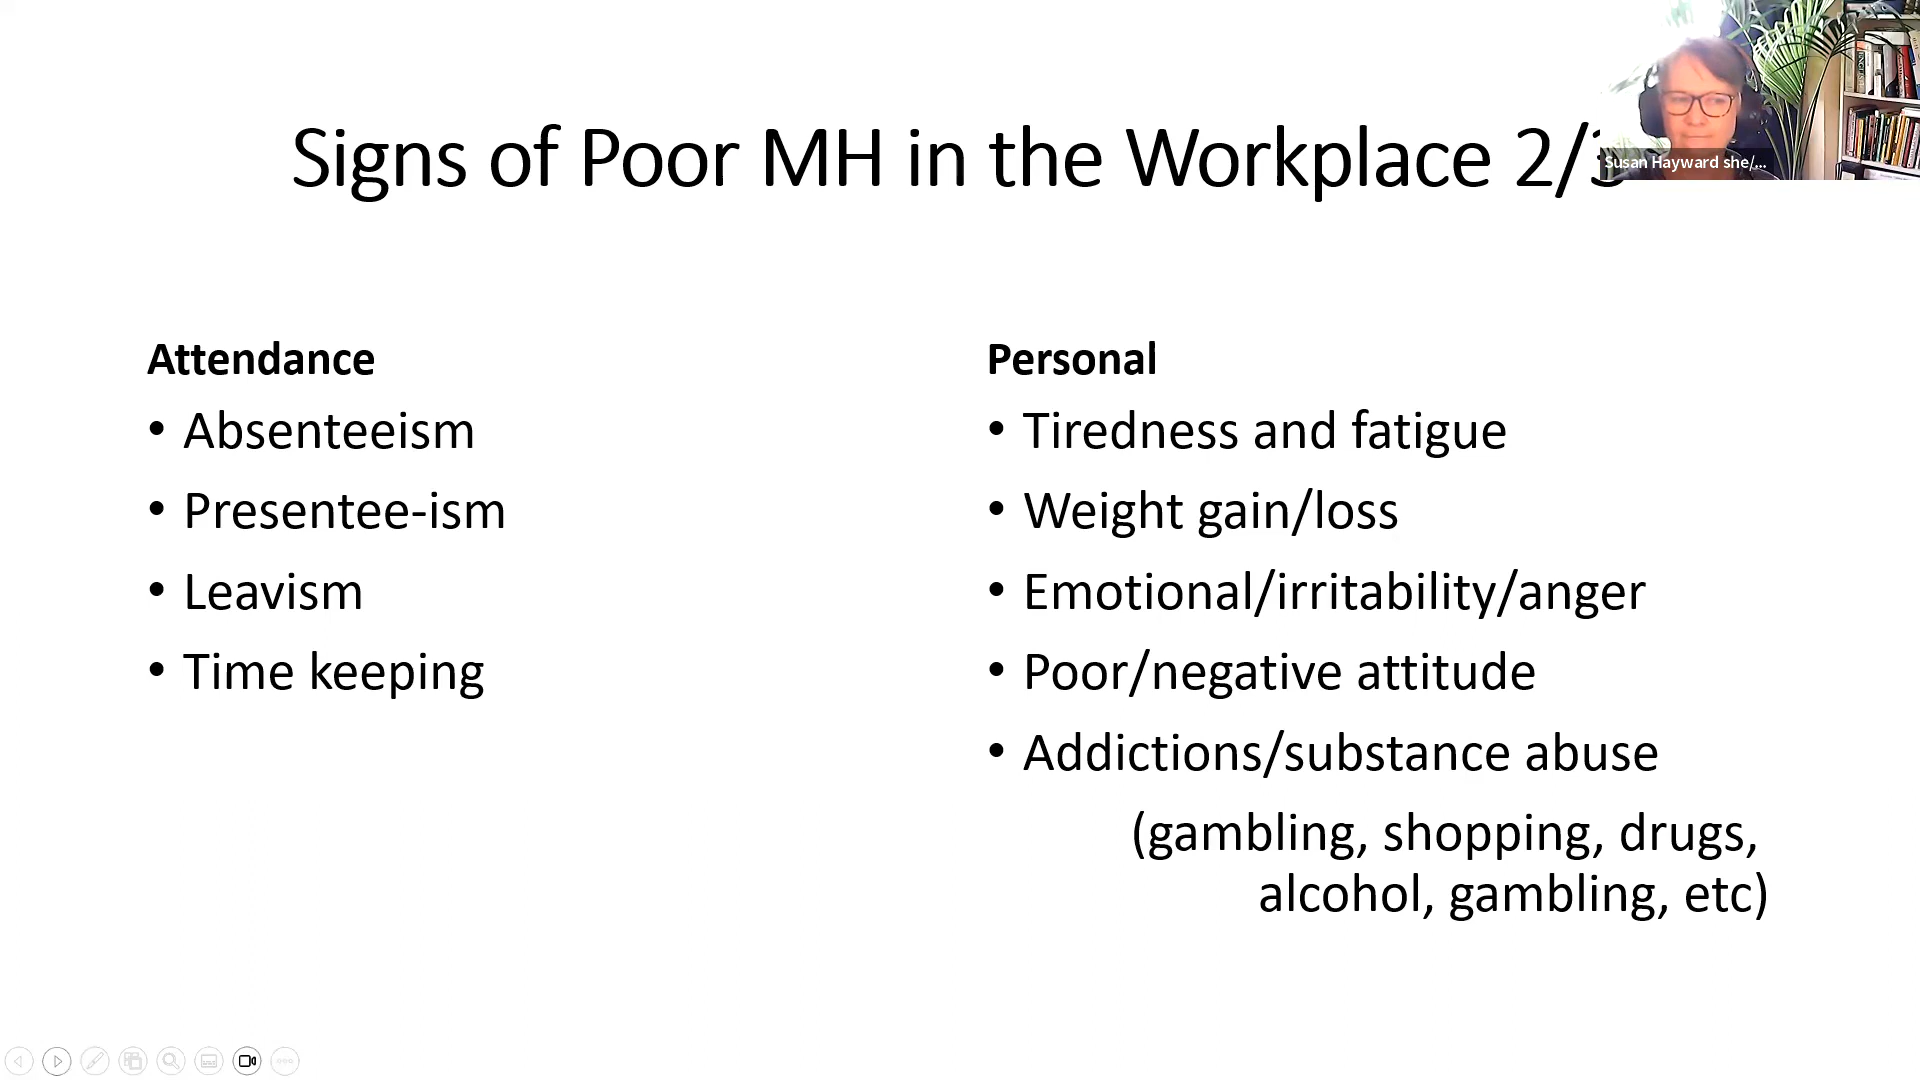 Signs of Poor MH in the Workplace 2/3
Susan Hayward she/...
Attendance
• Absenteeism
• Presentee-ism
• Leavism
• Time keeping
Personal
• Tiredness and fatigue
• Weight gain/loss
• Emotional/irritability/anger
• Poor/negative attitude
• Addictions/substance abuse
(gambling, shopping, drugs,
alcohol, gambling, etc)